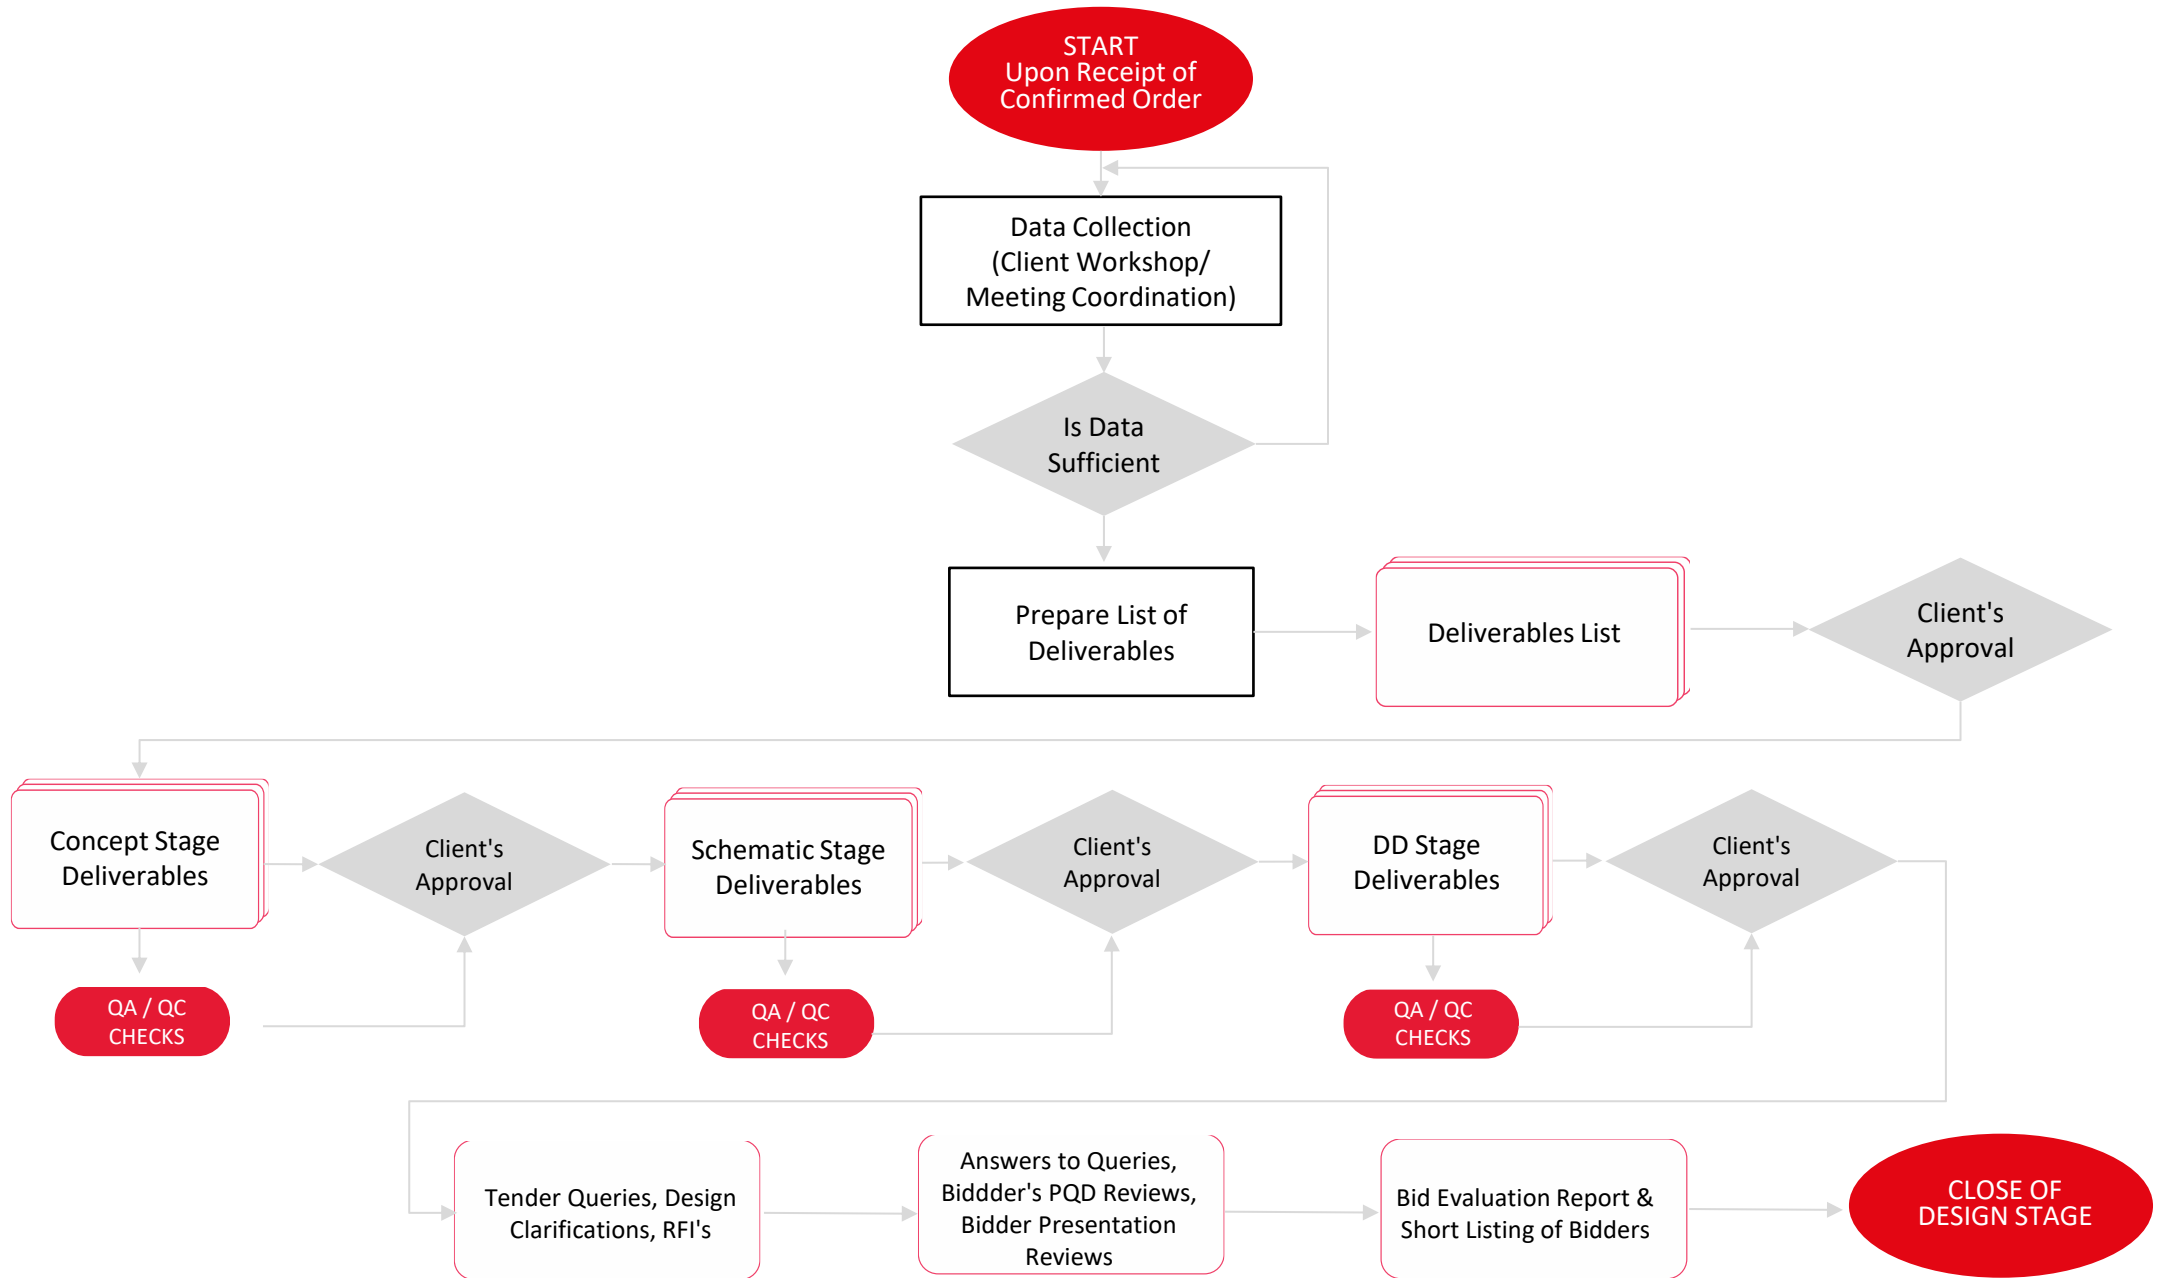 START
Upon Receipt of
Confirmed Order
Data Collection
(Client Workshop/
Meeting Coordination)
Is Data
Sufficient
Prepare List of
Deliverables
Deliverables List
Client's
Approval
Concept Stage
Deliverables
Client's
Approval
Schematic Stage
Deliverables
Client's
Approval
DD Stage
Deliverables
Client's
Approval
QA / QC
CHECKS
QA / QC
CHECKS
QA / QC
CHECKS
Tender Queries, Design
Clarifications, RFI's
Answers to Queries,
Biddder's PQD Reviews,
Bidder Presentation
Reviews
Bid Evaluation Report &
Short Listing of Bidders
CLOSE OF
DESIGN STAGE